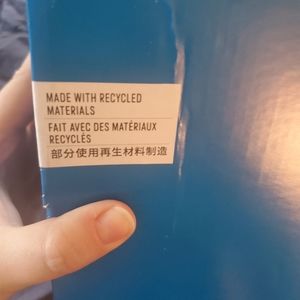 MADE WITH RECYCLED
MATERIALS
FAIT AVEC DES MATÉRIAUX
RECYCLÉS
部分使用再生材料制造